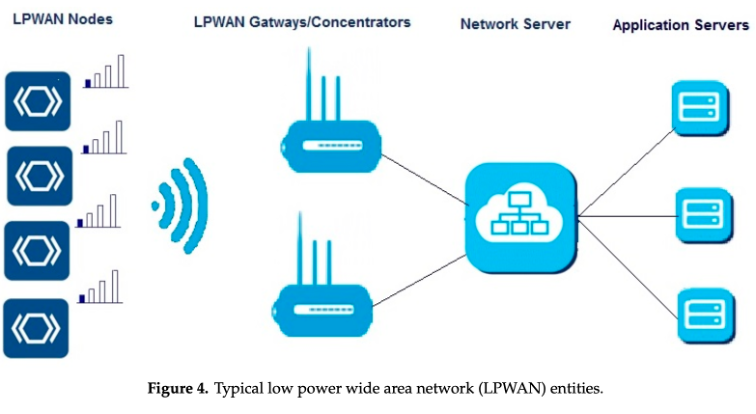 LPWAN Nodes
LPWAN Gatways/Concentrators
Network Server
Application Servers
Figure 4. Typical low power wide area network (LPWAN) entities.